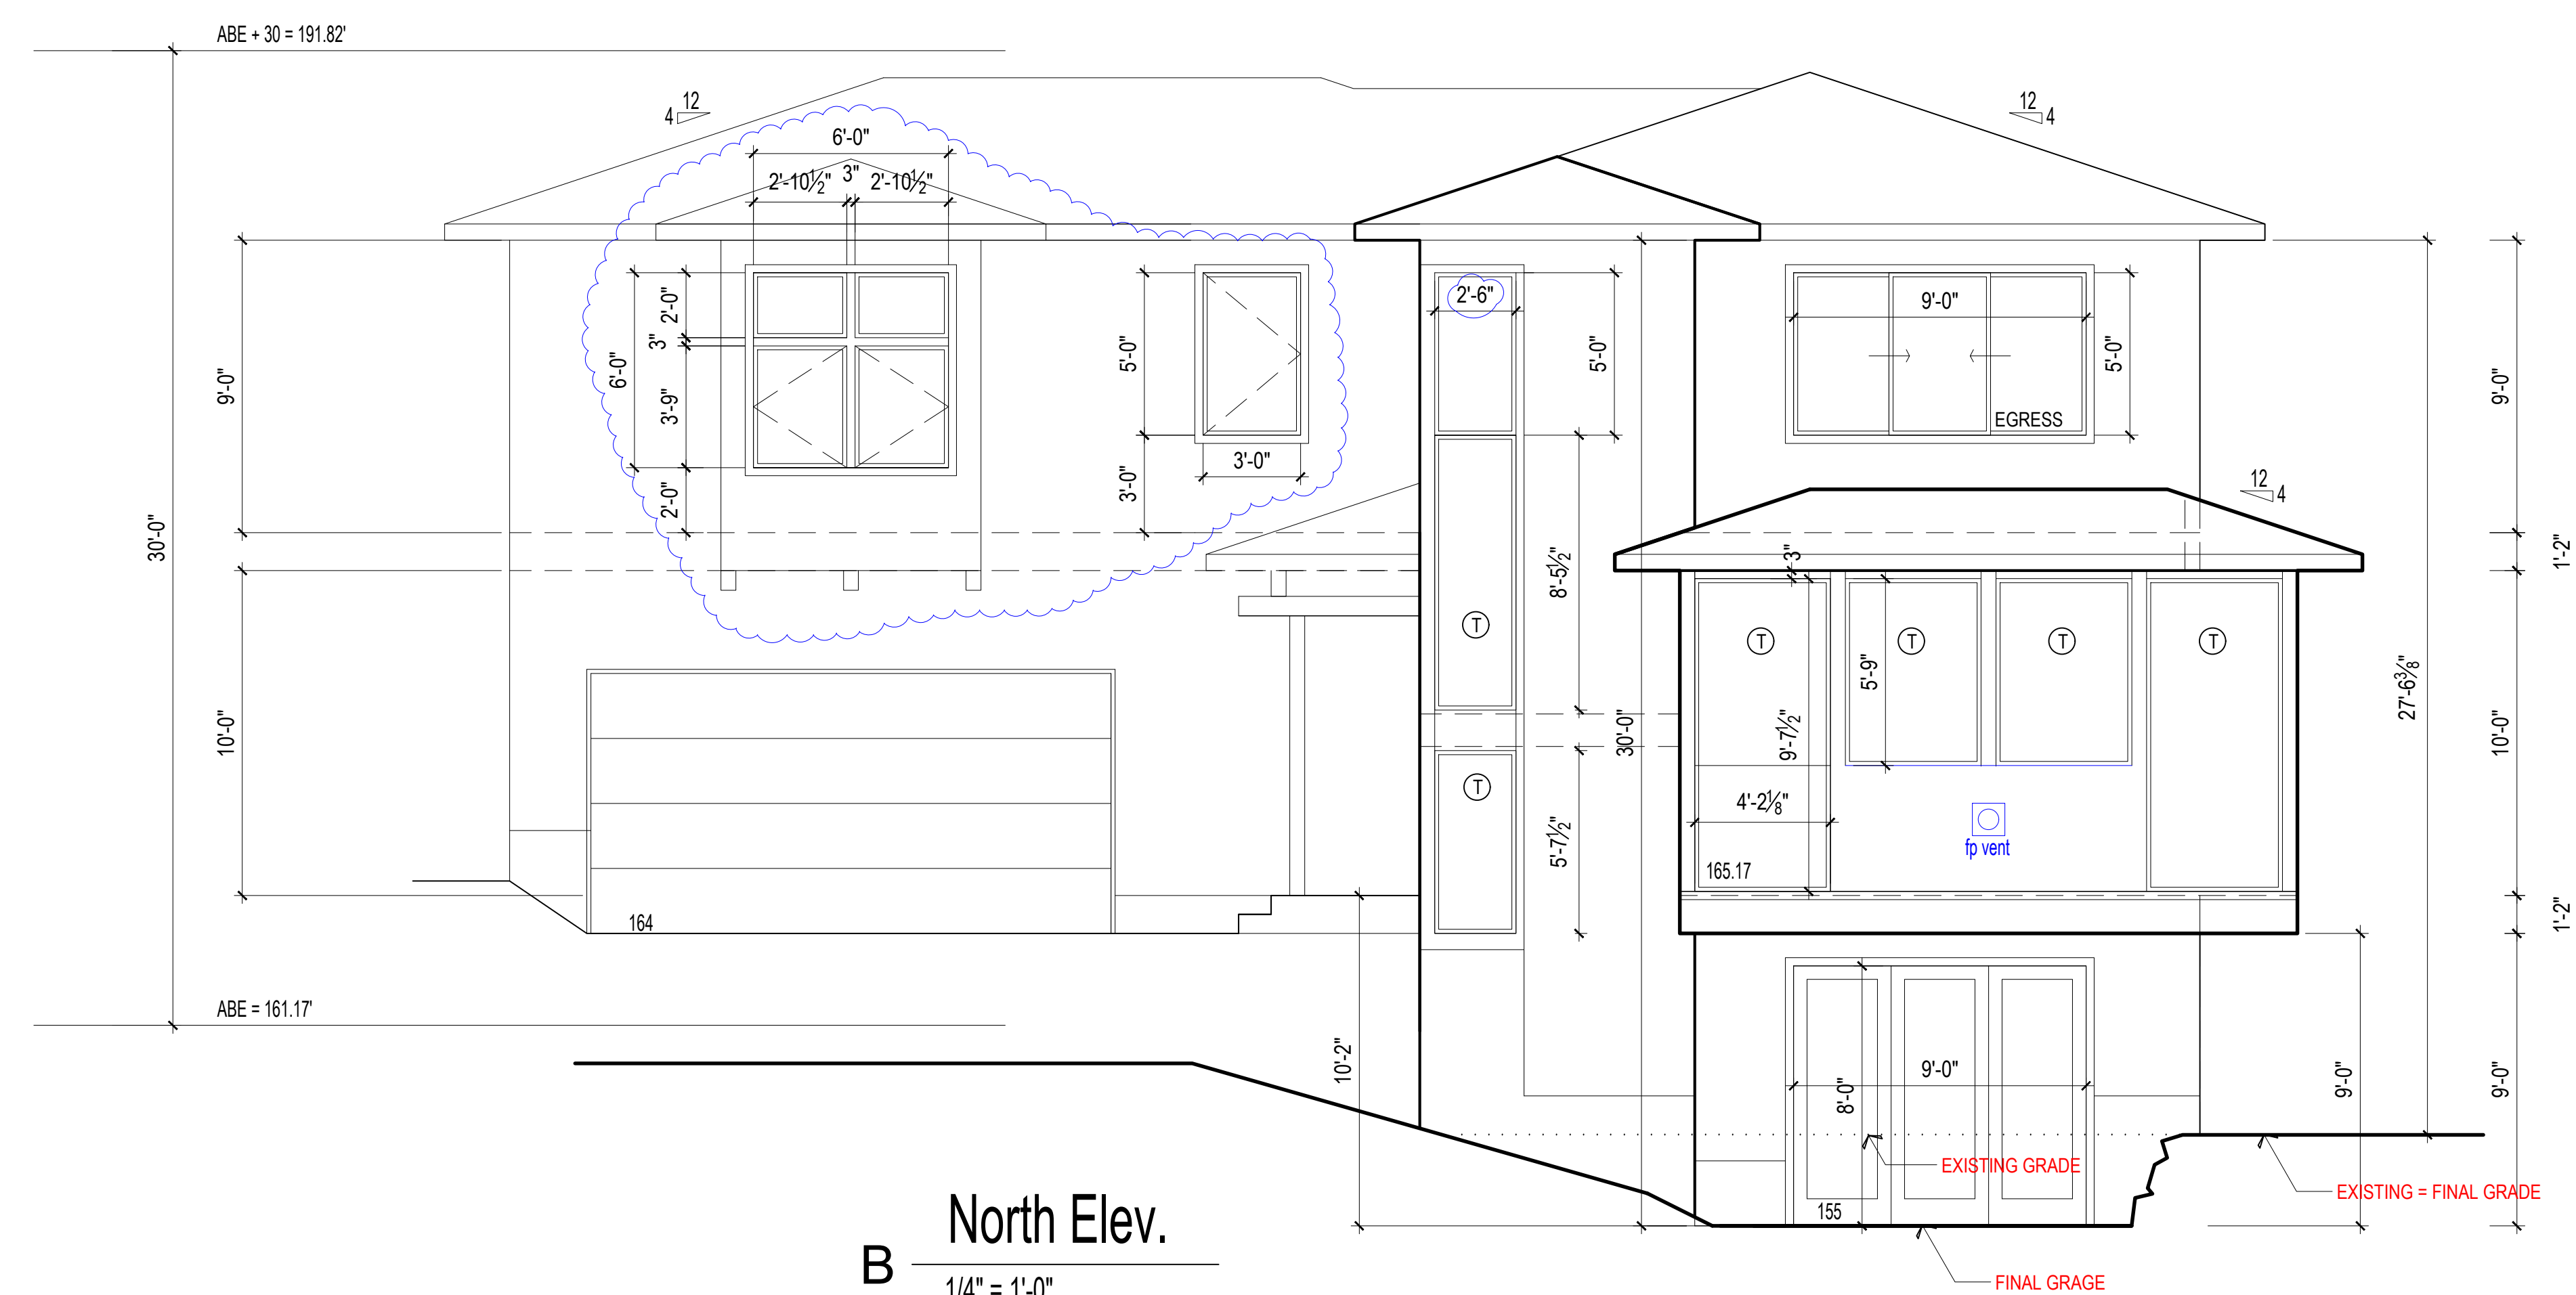 ABE + 30 = 191.82'
12
4
12
4
6'-0"
2'-10½"
3"
2'-10½"
2'-0"
3"
6'-0"
3'-9"
2'-0"
9'-0"
30'-0"
10'-0"
5'-0"
3'-0"
3'-0"
2'-6"
5'-0"
8'-5½"
5'-7½"
30'-0"
9'-0"
5'-0"
EGRESS
12
4
9'-0"
1'-2"
10'-0"
1'-2"
9'-0"
27'-6⅜"
9'-0"
3"
T
T
T
T
T
T
5'-9"
9'-7½"
4'-2⅛"
165.17
fp vent
164
ABE = 161.17'
10'-2"
8'-0"
9'-0"
155
EXISTING GRADE
EXISTING = FINAL GRADE
FINAL GRAGE
North Elev.
B
1/4" = 1'-0"